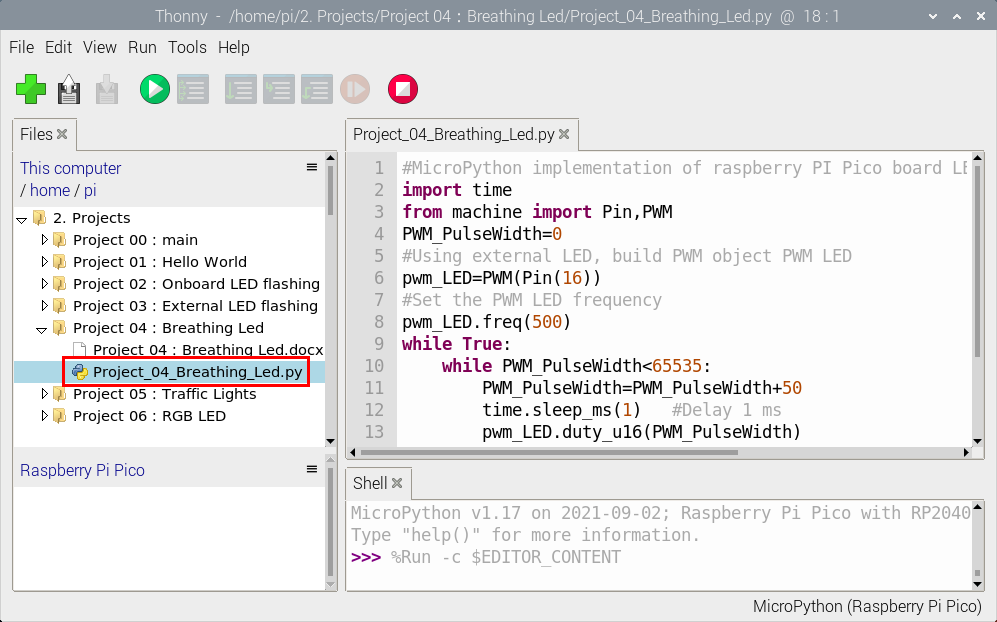 Thonny - /home/pi/2. Projects/Project 04 : Breathing Led/Project_04_Breathing_Led.py @ 18 : 1
File Edit View Run Tools Help
Files
This computer
/ home / pi
2. Projects
Project 00 : main
Project 01 : Hello World
Project 02 : Onboard LED flashing
Project 03 : External LED flashing
Project 04 : Breathing Led
Project 04 : Breathing Led.docx
Project_04_Breathing_Led.py
Project 05 : Traffic Lights
Project 06 : RGB LED
Raspberry Pi Pico
Project_04_Breathing_Led.py
1 #MicroPython implementation of raspberry PI Pico board LE
2 import time
3 from machine import Pin,PWM
4 PWM_PulseWidth=0
5 #Using external LED, build PWM object PWM LED
6 pwm_LED=PWM(Pin(16))
7 #Set the PWM LED frequency
8 pwm_LED.freq(500)
9 while True:
10 while PWM_PulseWidth<65535:
11 PWM_PulseWidth=PWM_PulseWidth+50
12 time.sleep_ms(1) #Delay 1 ms
13 pwm_LED.duty_u16(PWM_PulseWidth)
Shell
MicroPython v1.17 on 2021-09-02; Raspberry Pi Pico with RP2040
Type "help()" for more information.
>>> %Run -c $EDITOR_CONTENT
MicroPython (Raspberry Pi Pico)